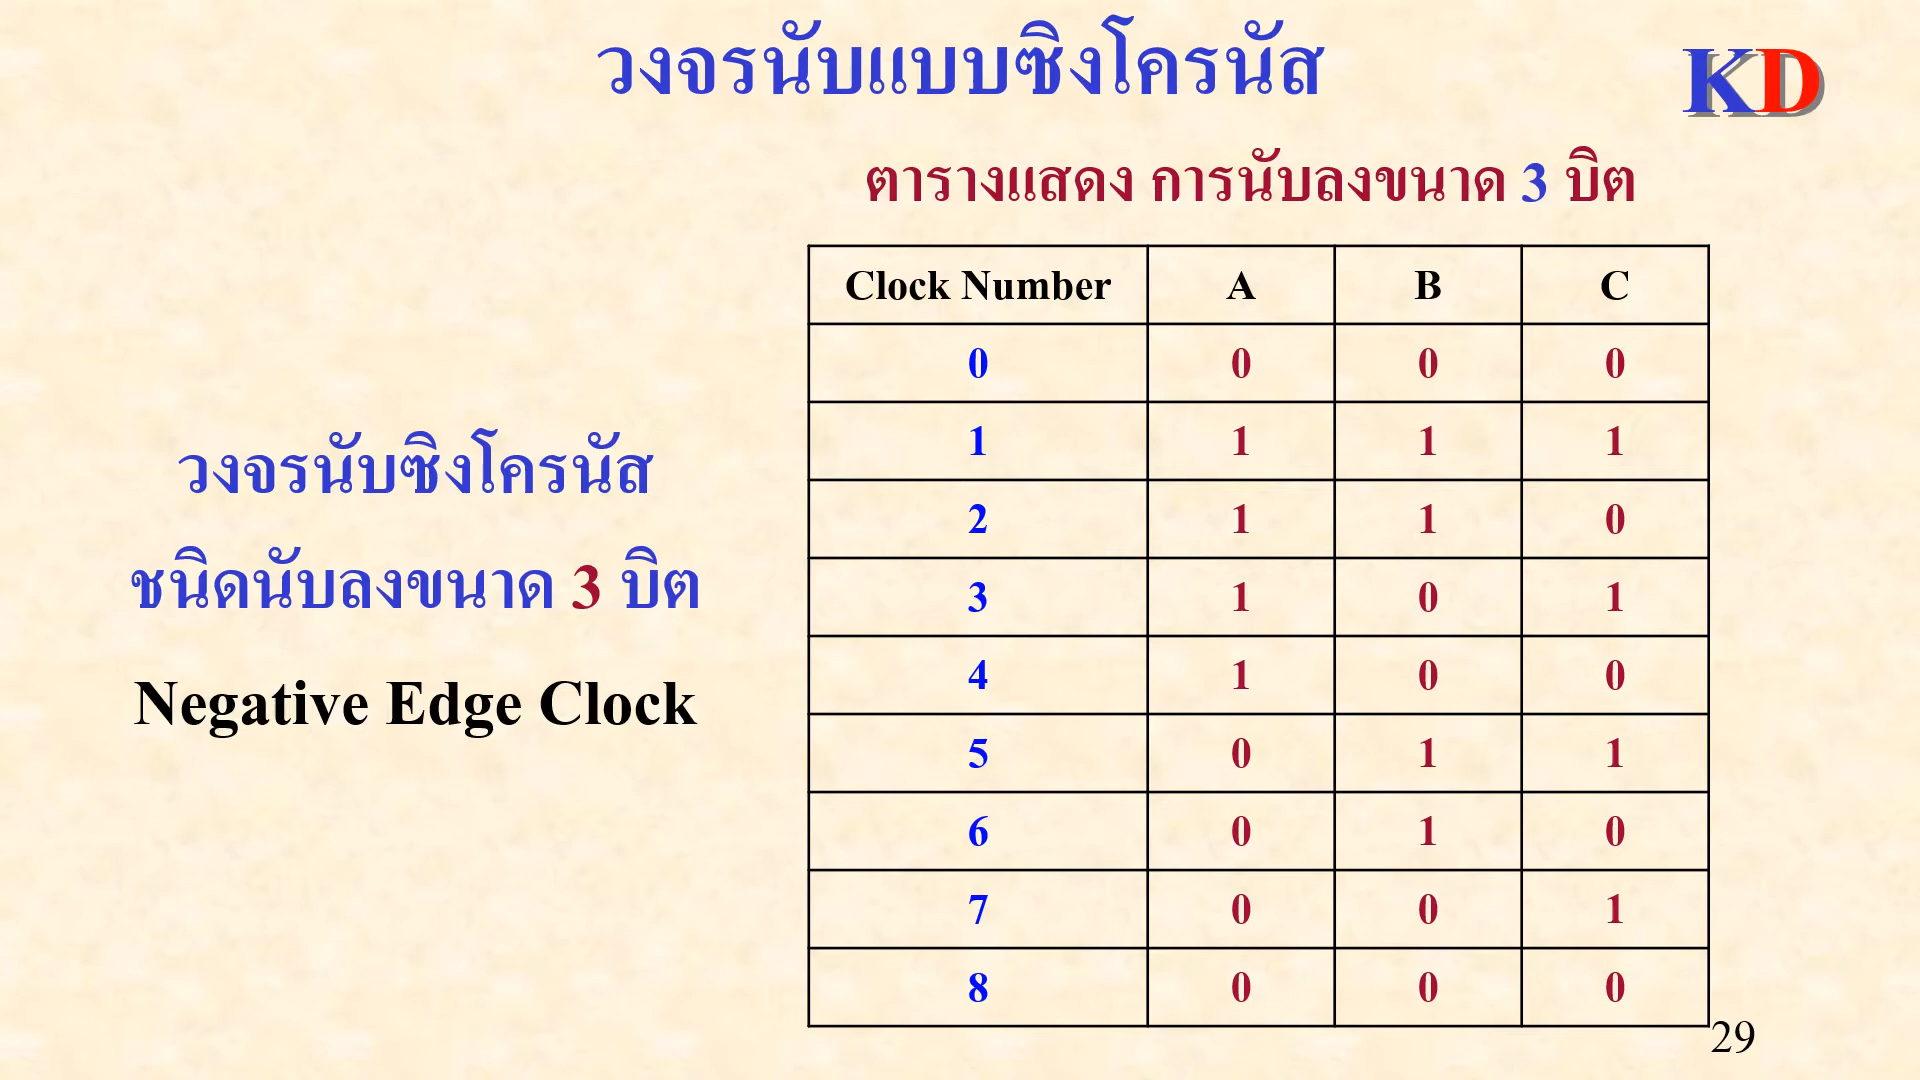 วงจรนับแบบซิงโครนัส
KD
ตารางแสดง การนับลงขนาด 3 บิต
วงจรนับซิงโครนัส
ชนิดนับลงขนาด 3 บิต
Negative Edge Clock
Clock Number A B C
0 0 0 0
1 1 1 1
2 1 1 0
3 1 0 1
4 1 0 0
5 0 1 1
6 0 1 0
7 0 0 1
8 0 0 0
29